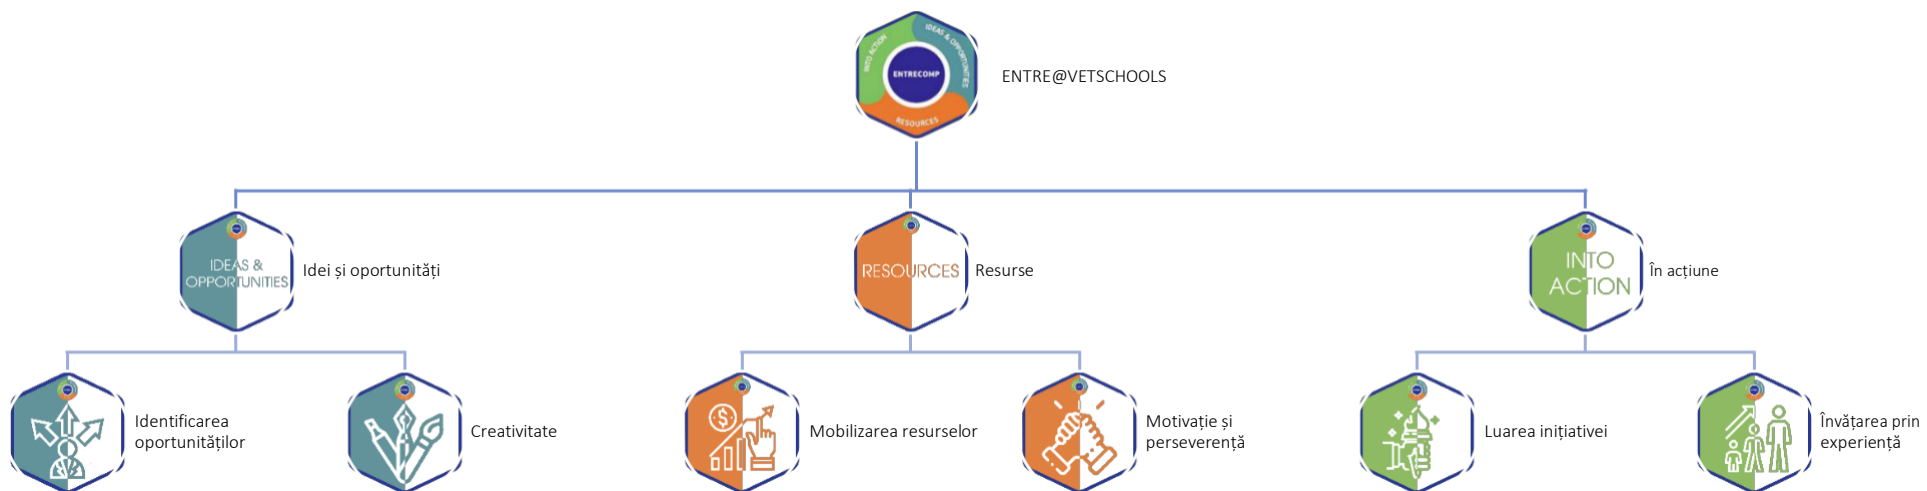 INTO ACTION
IDEAS & OPPORTUNITIES
ENTRECOMP
RESOURCES
ENTRE@VETSCHOOLS
IDEAS &
OPPORTUNITIES
Idei și oportunități
RESOURCES
Resurse
INTO
ACTION
În acțiune
Identificarea
oportunităților
Creativitate
Mobilizarea resurselor
Motivație și
perseverență
Luarea inițiativei
Învățarea prin
experiență